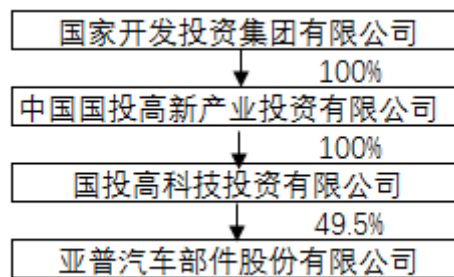 国家开发投资集团有限公司
100%
中国国投高新产业投资有限公司
100%
国投高科技投资有限公司
49.5%
亚普汽车部件股份有限公司